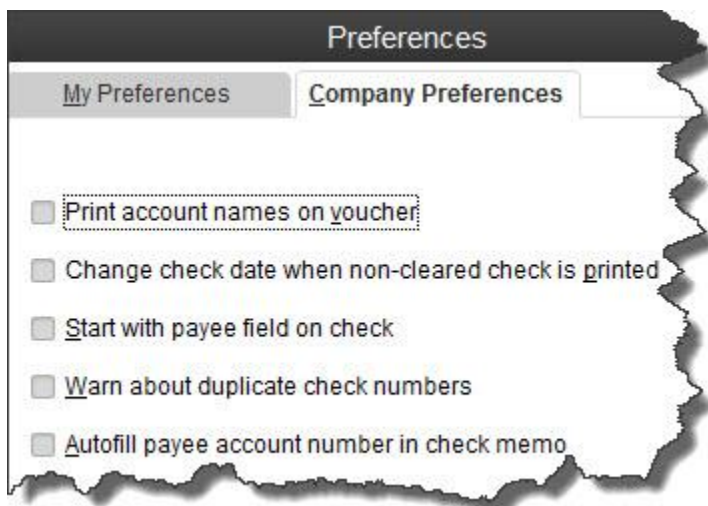 Preferences
My Preferences
Company Preferences
Print account names on voucher
Change check date when non-cleared check is printed
Start with payee field on check
Warn about duplicate check numbers
Autofill payee account number in check memo